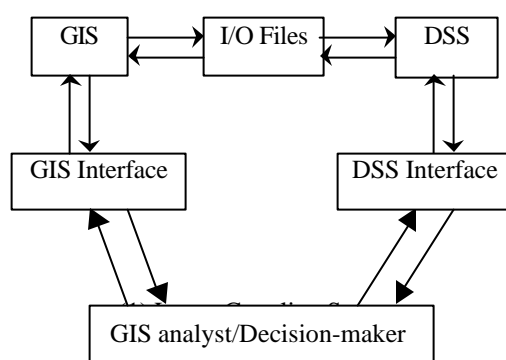 GIS
I/O Files
DSS
GIS Interface
DSS Interface
GIS analyst/Decision-maker